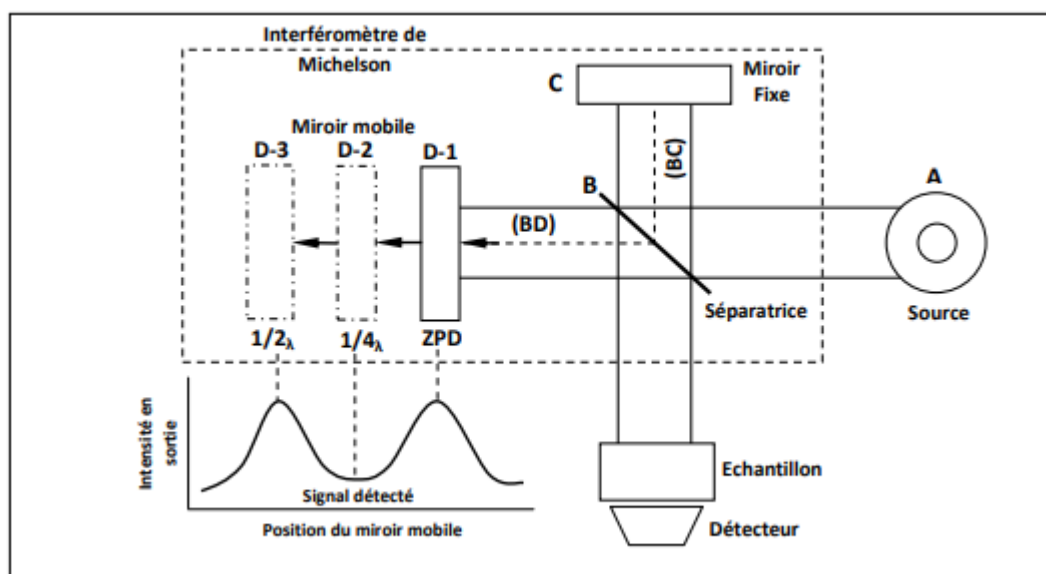 Interféromètre de
Michelson
C
Miroir
Fixe
Miroir mobile
D-3
D-2
D-1
(BC)
B
A
(BD)
Séparatrice
Source
1/2λ
1/4λ
ZPD
Intensité en
sortie
Signal détecté
Position du miroir mobile
Echantillon
Détecteur